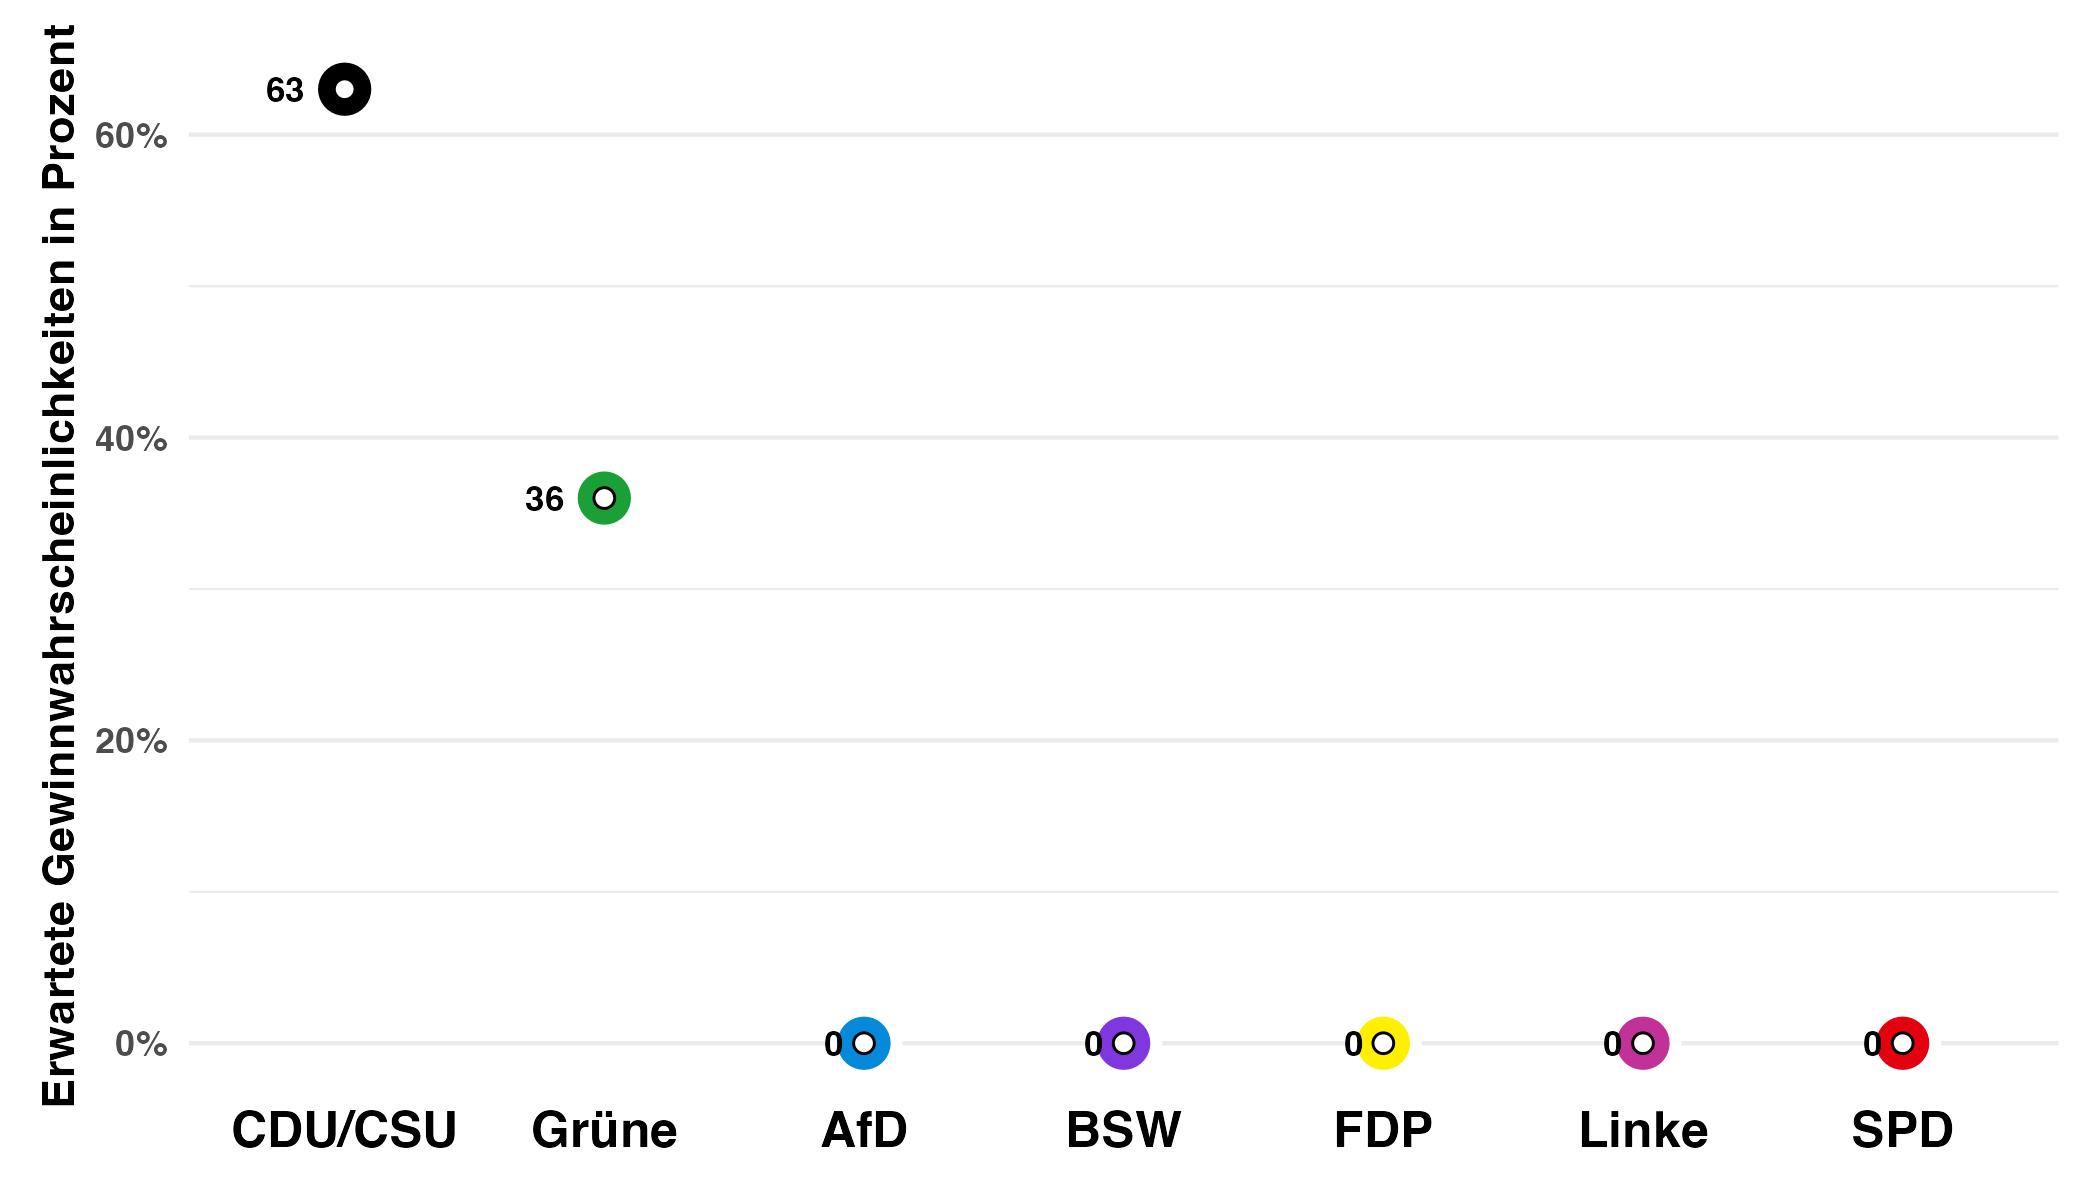 Erwartete Gewinnwahrscheinlichkeiten in Prozent
63
60%
40%
36
20%
0%
0
0
0
0
0
CDU/CSU
Grüne
AfD
BSW
FDP
Linke
SPD